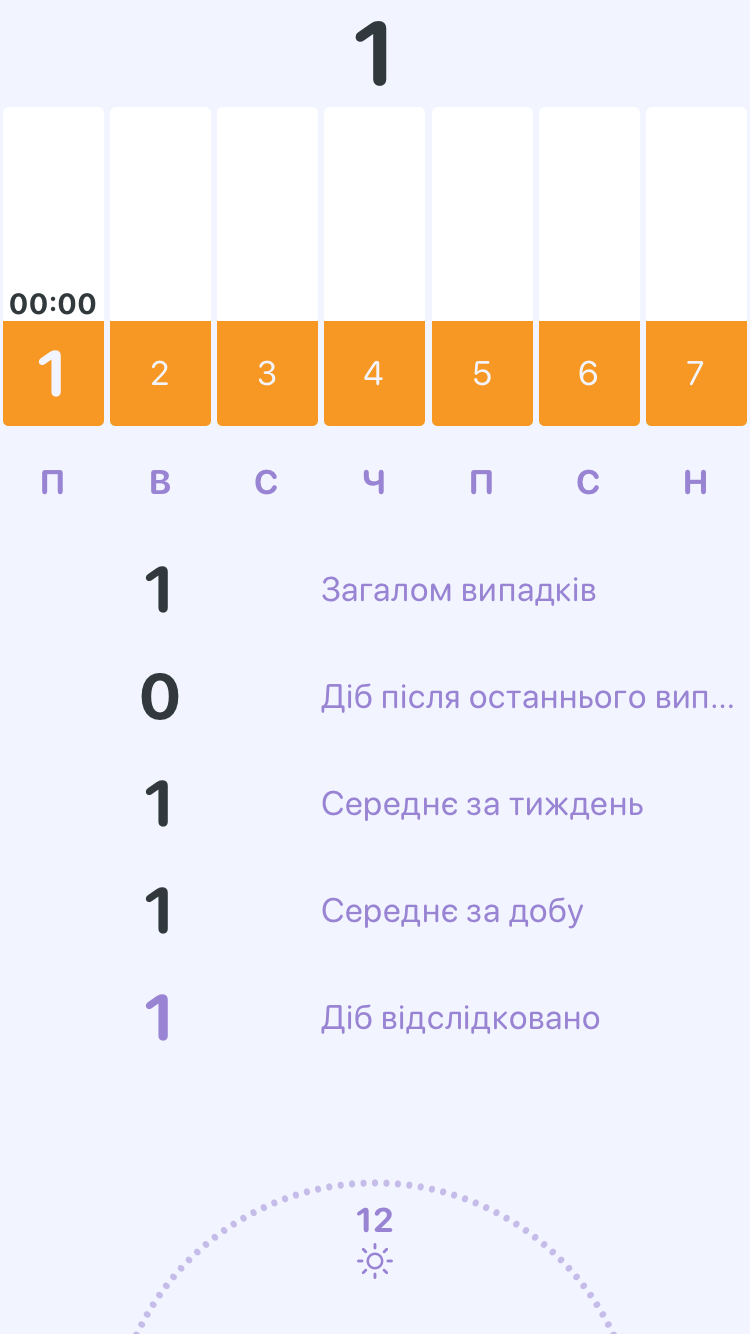 1
00:00
1 2 3 4 5 6 7
П В С Ч П С Н
1 Загалом випадків
0 Діб після останнього вип...
1 Середнє за тиждень
1 Середнє за добу
1 Діб відслідковано
12